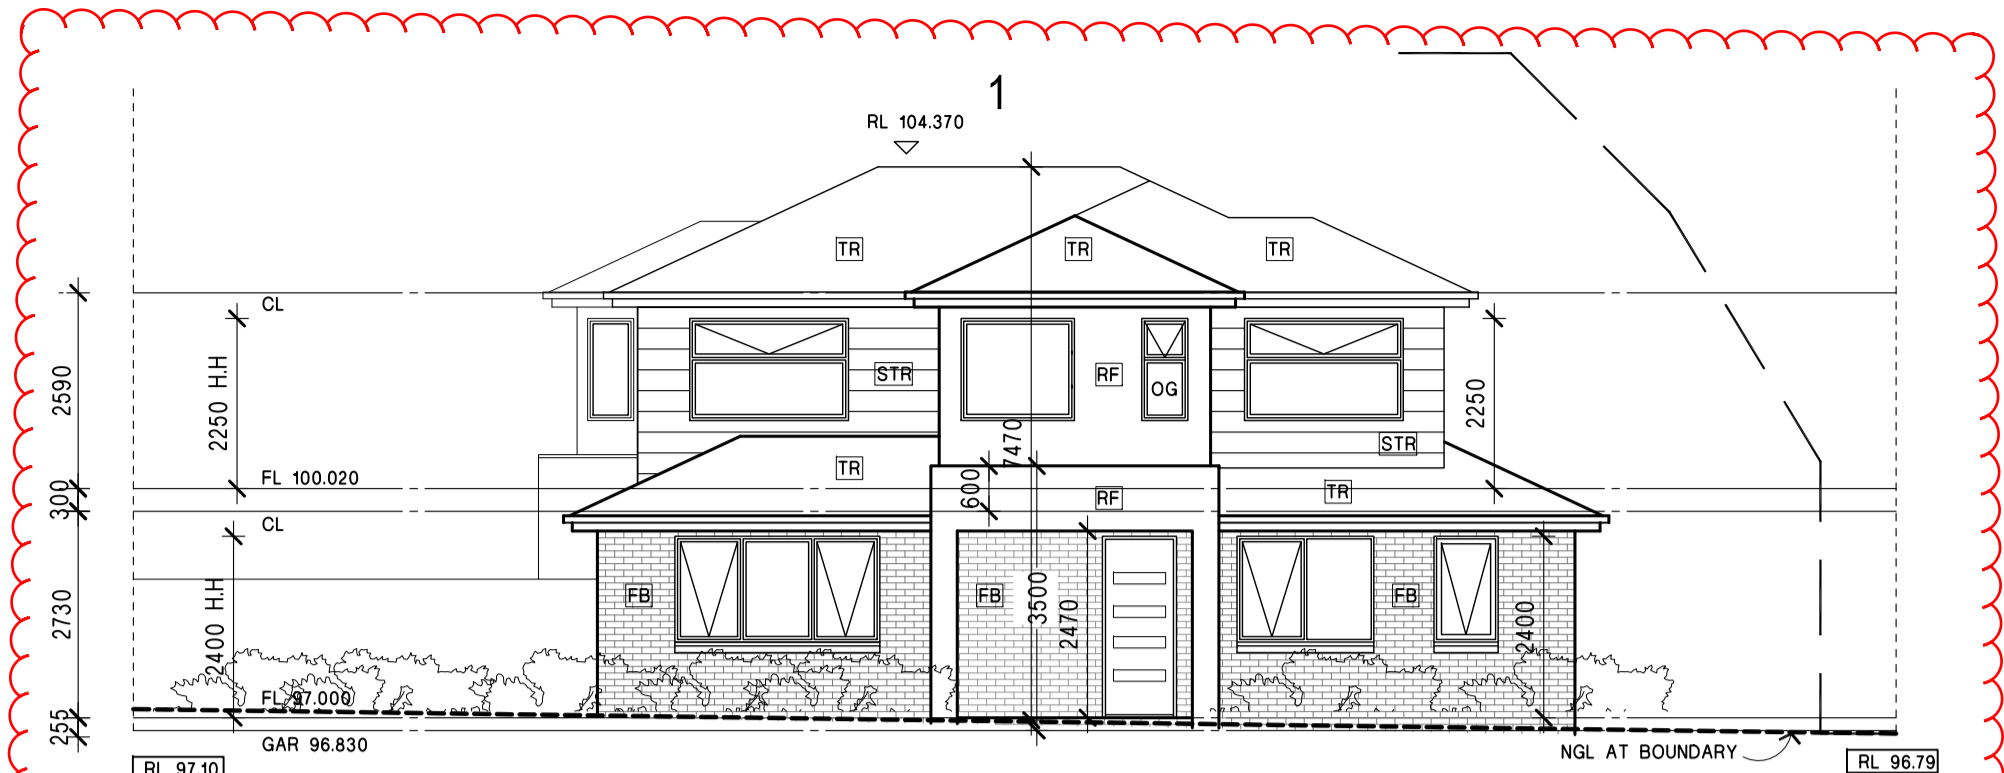 1
RL 104.370
TR
TR
TR
CL
2590
2250 H.H
STR
RF
OG
2250
STR
7470
FL 100.020
TR
600
RF
TR
300
CL
2730
2400 H.H
FB
FB
3500
2470
FB
2400
FL 97.000
255
GAR 96.830
NGL AT BOUNDARY
RL 97.10
RL 96.79